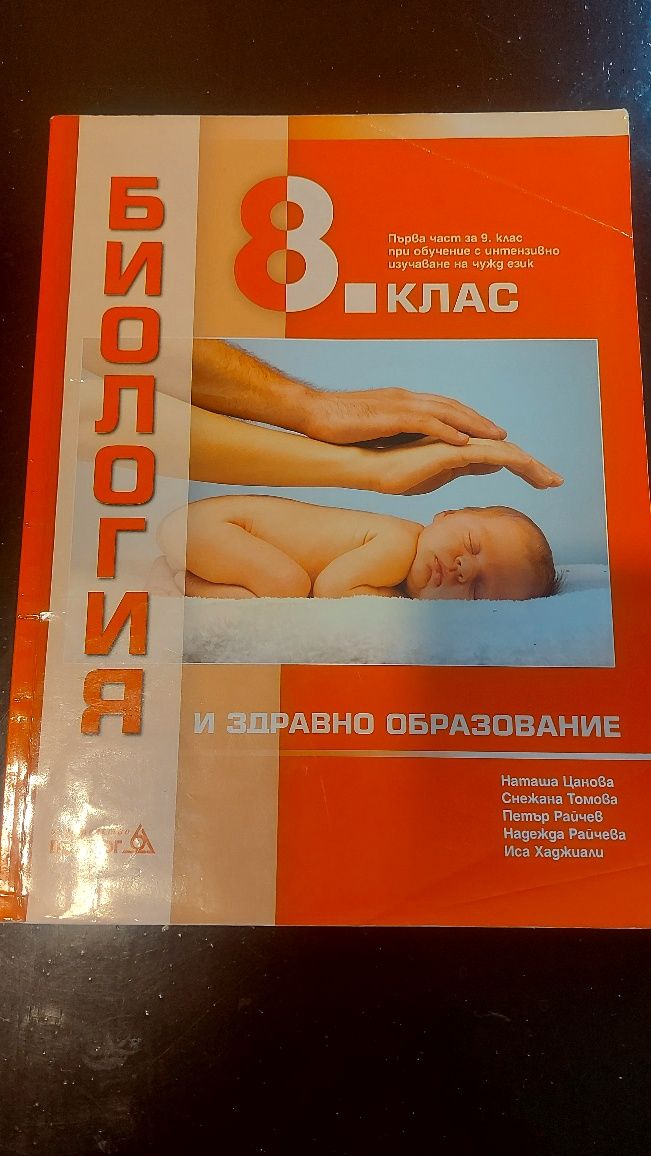 БИОЛОГИЯ
8.
Първа част за 9. клас
при обучение с интензивно
изучаване на чужд език
КЛАС
И ЗДРАВНО ОБРАЗОВАНИЕ
Наташа Цанова
Снежана Томова
Петър Райчев
Надежда Райчева
Иса Хаджиали